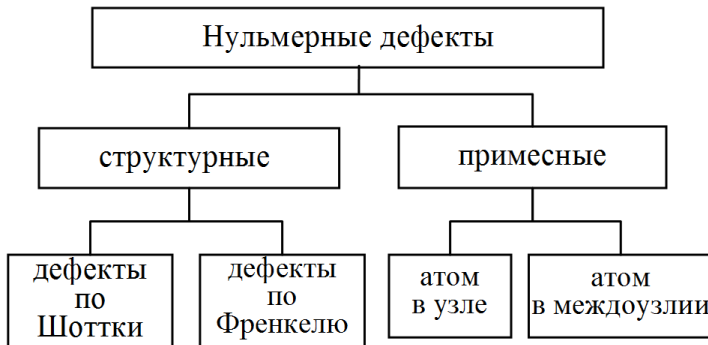 Нульмерные дефекты
структурные
примесные
дефекты
по
Шоттки
дефекты
по
Френкелю
атом
в узле
атом
в междоузлии